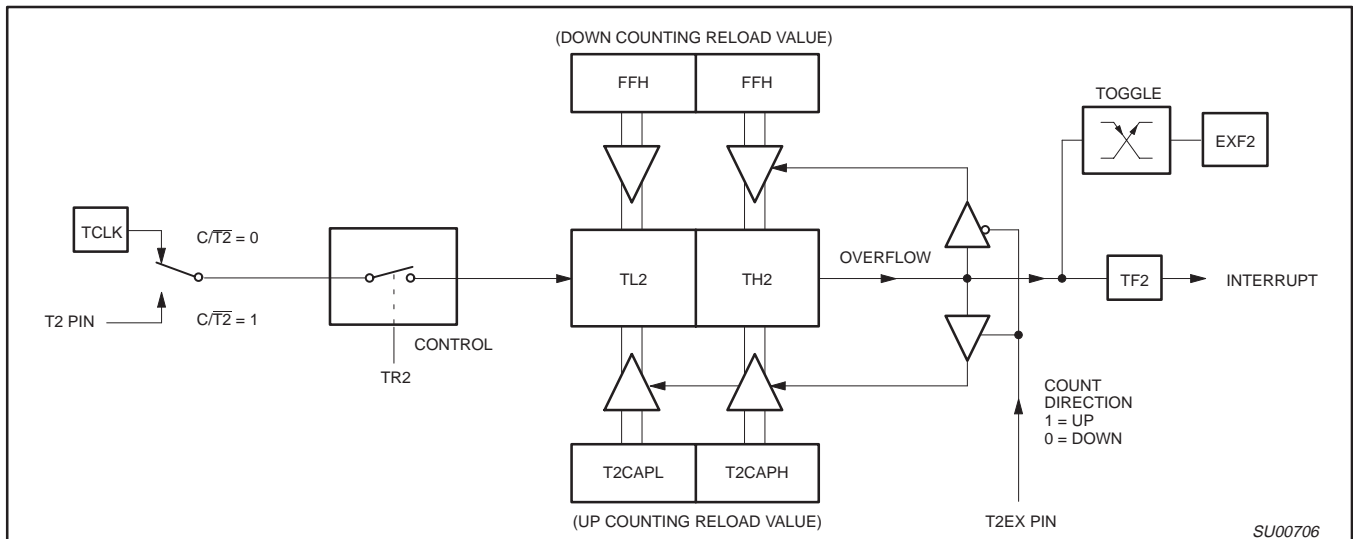 (DOWN COUNTING RELOAD VALUE)
FFH
FFH
TOGGLE
EXF2
TCLK
C/T2̅ = 0
TL2
TH2
OVERFLOW
TF2
INTERRUPT
T2 PIN
C/T2̅ = 1
CONTROL
TR2
COUNT
DIRECTION
1 = UP
0 = DOWN
T2CAPL
T2CAPH
(UP COUNTING RELOAD VALUE)
T2EX PIN
SU00706